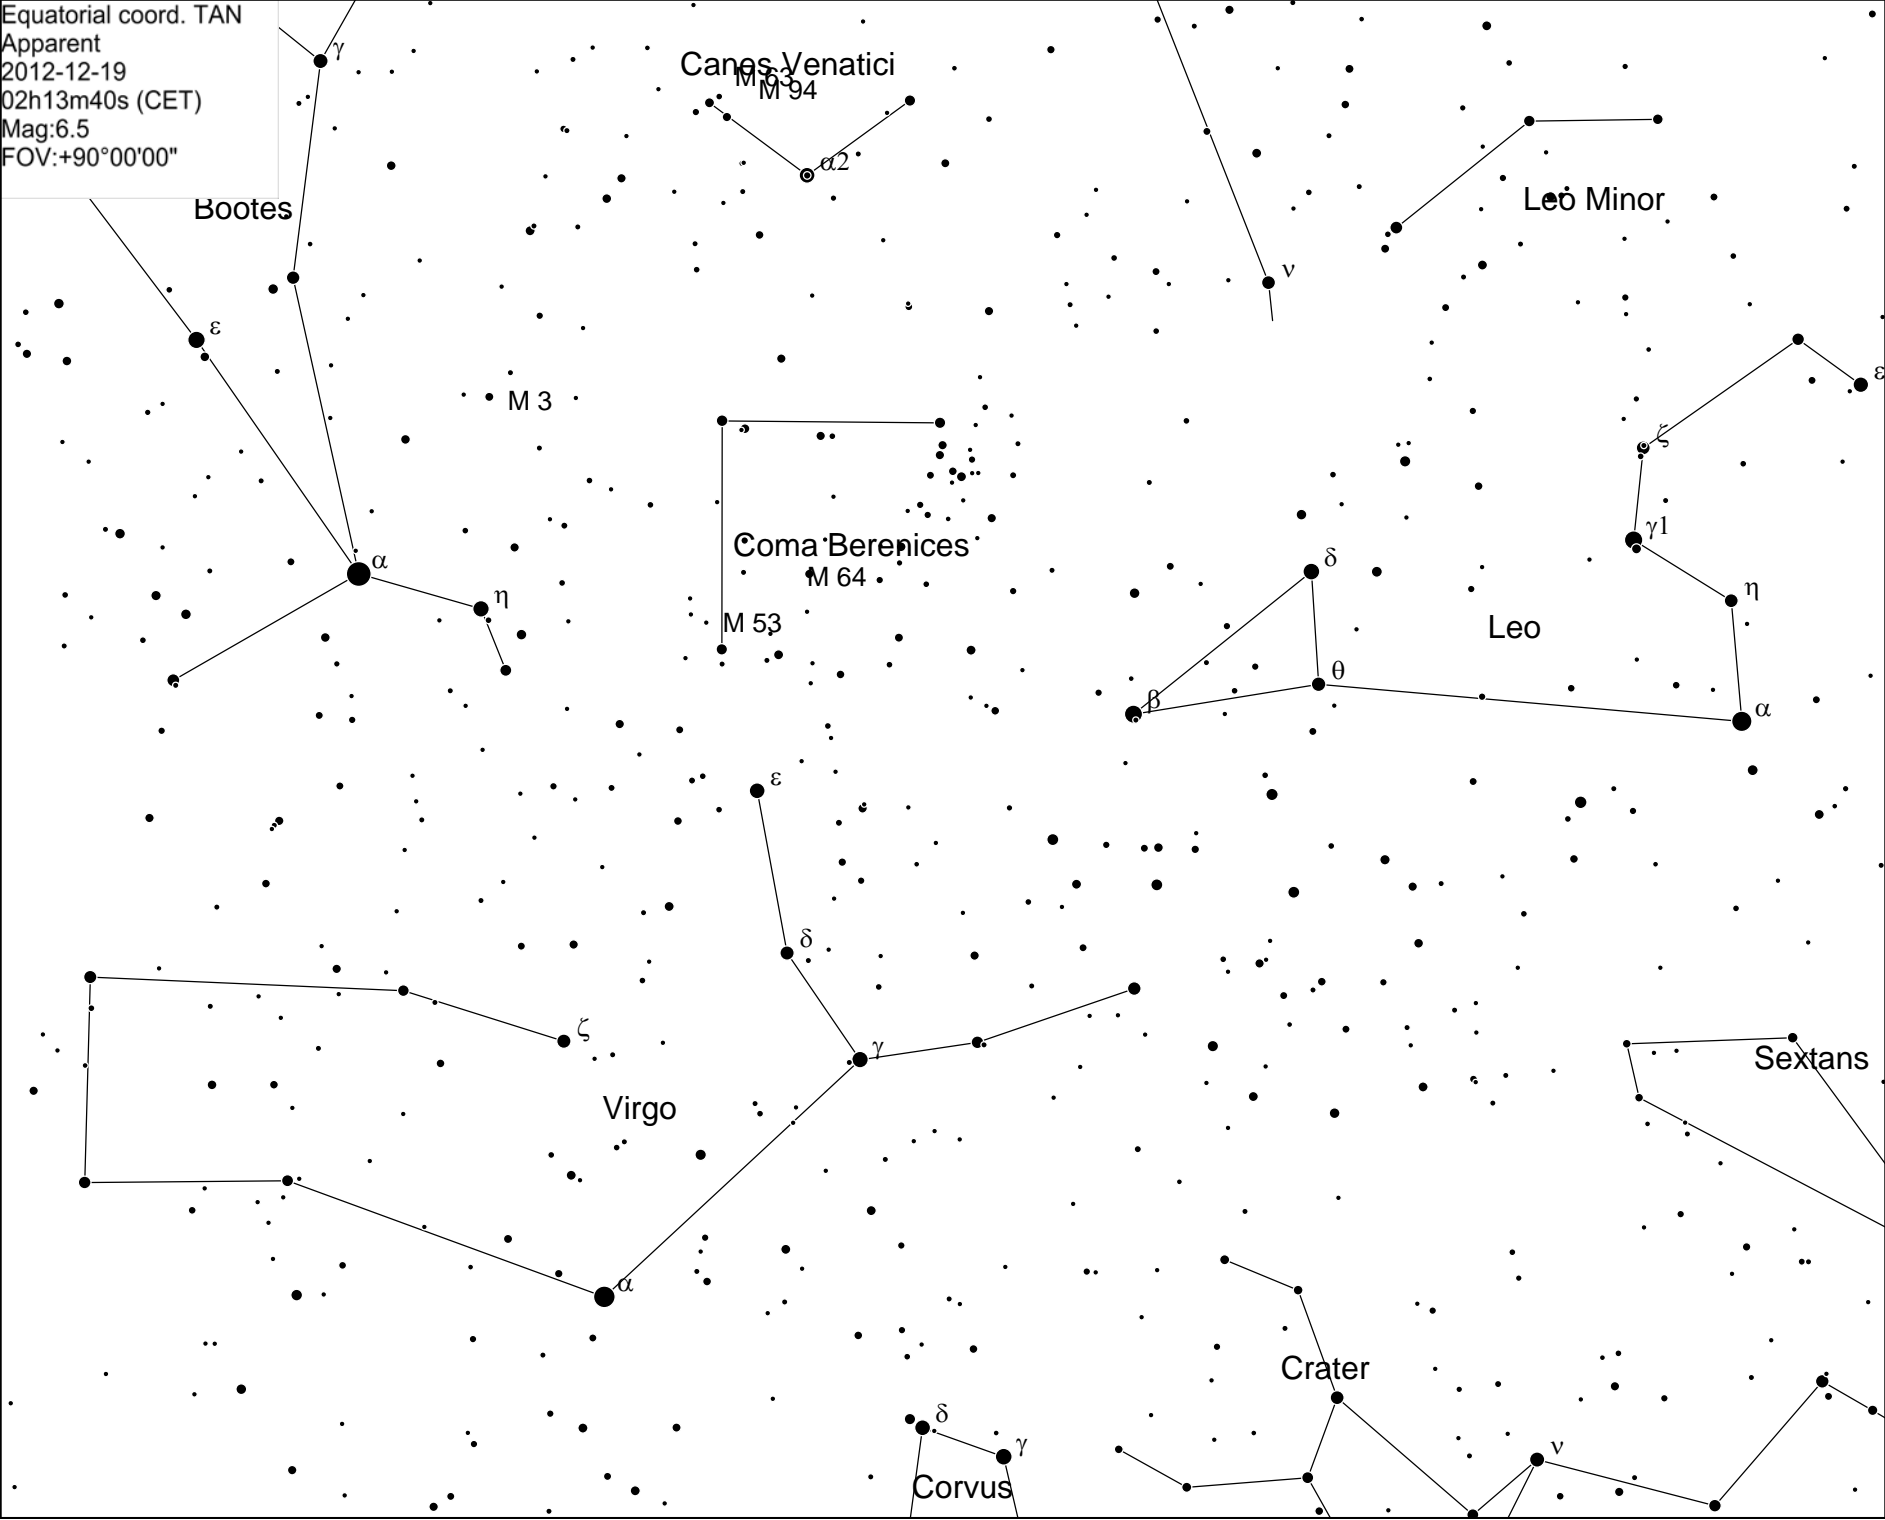 Equatorial coord. TAN
Apparent
2012-12-19
02h13m40s (CET)
Mag:6.5
FOV:+90°00'00"
γ
Canes Venatici
M 63
M 94
α2
Bootes
Leo Minor
ν
ε
M 3
ε
ζ
γ1
Coma Berenices
α
δ
M 64
η
η
M 53
Leo
θ
β
α
ε
δ
ζ
γ
Sextans
Virgo
α
Crater
δ
γ
ν
Corvus